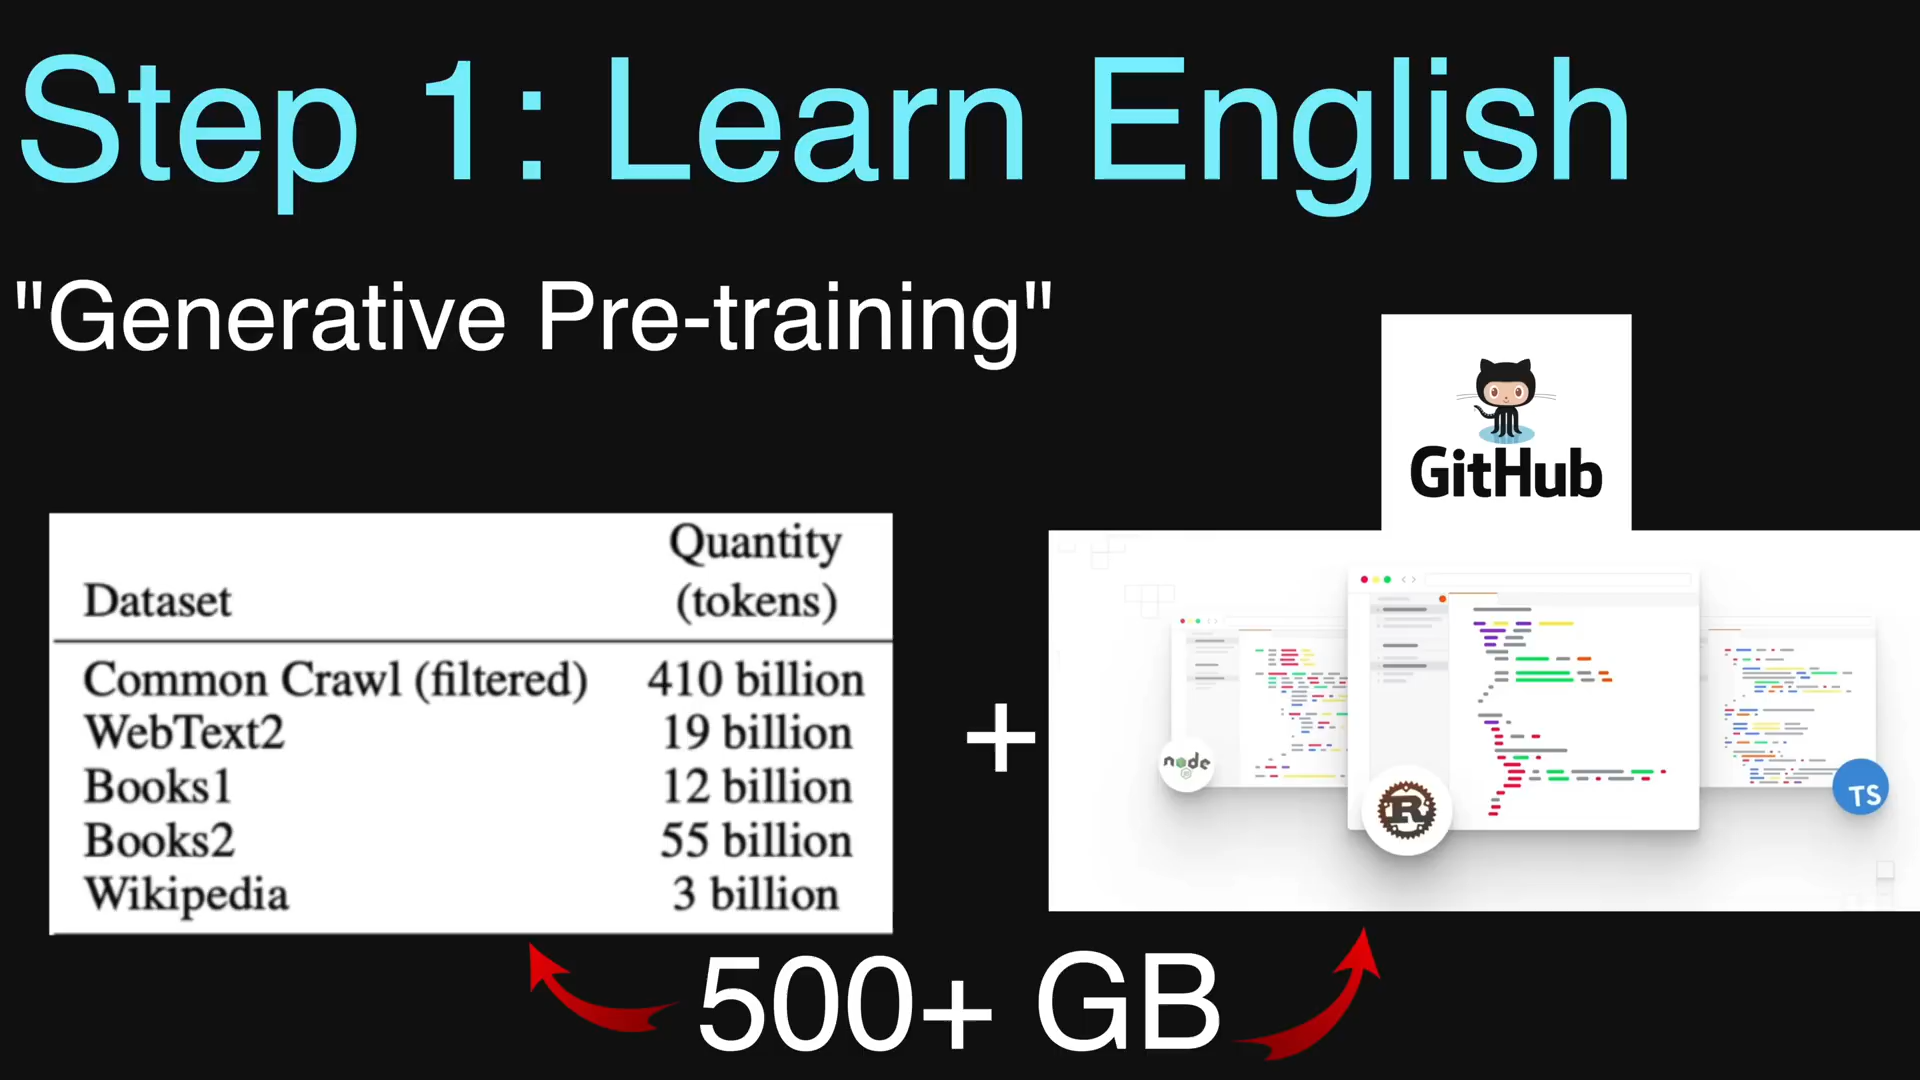 Step 1: Learn English
"Generative Pre-training"
GitHub
Quantity
Dataset (tokens)
Common Crawl (filtered) 410 billion
WebText2 19 billion
Books1 12 billion
Books2 55 billion
Wikipedia 3 billion
+
node
R
TS
500+ GB